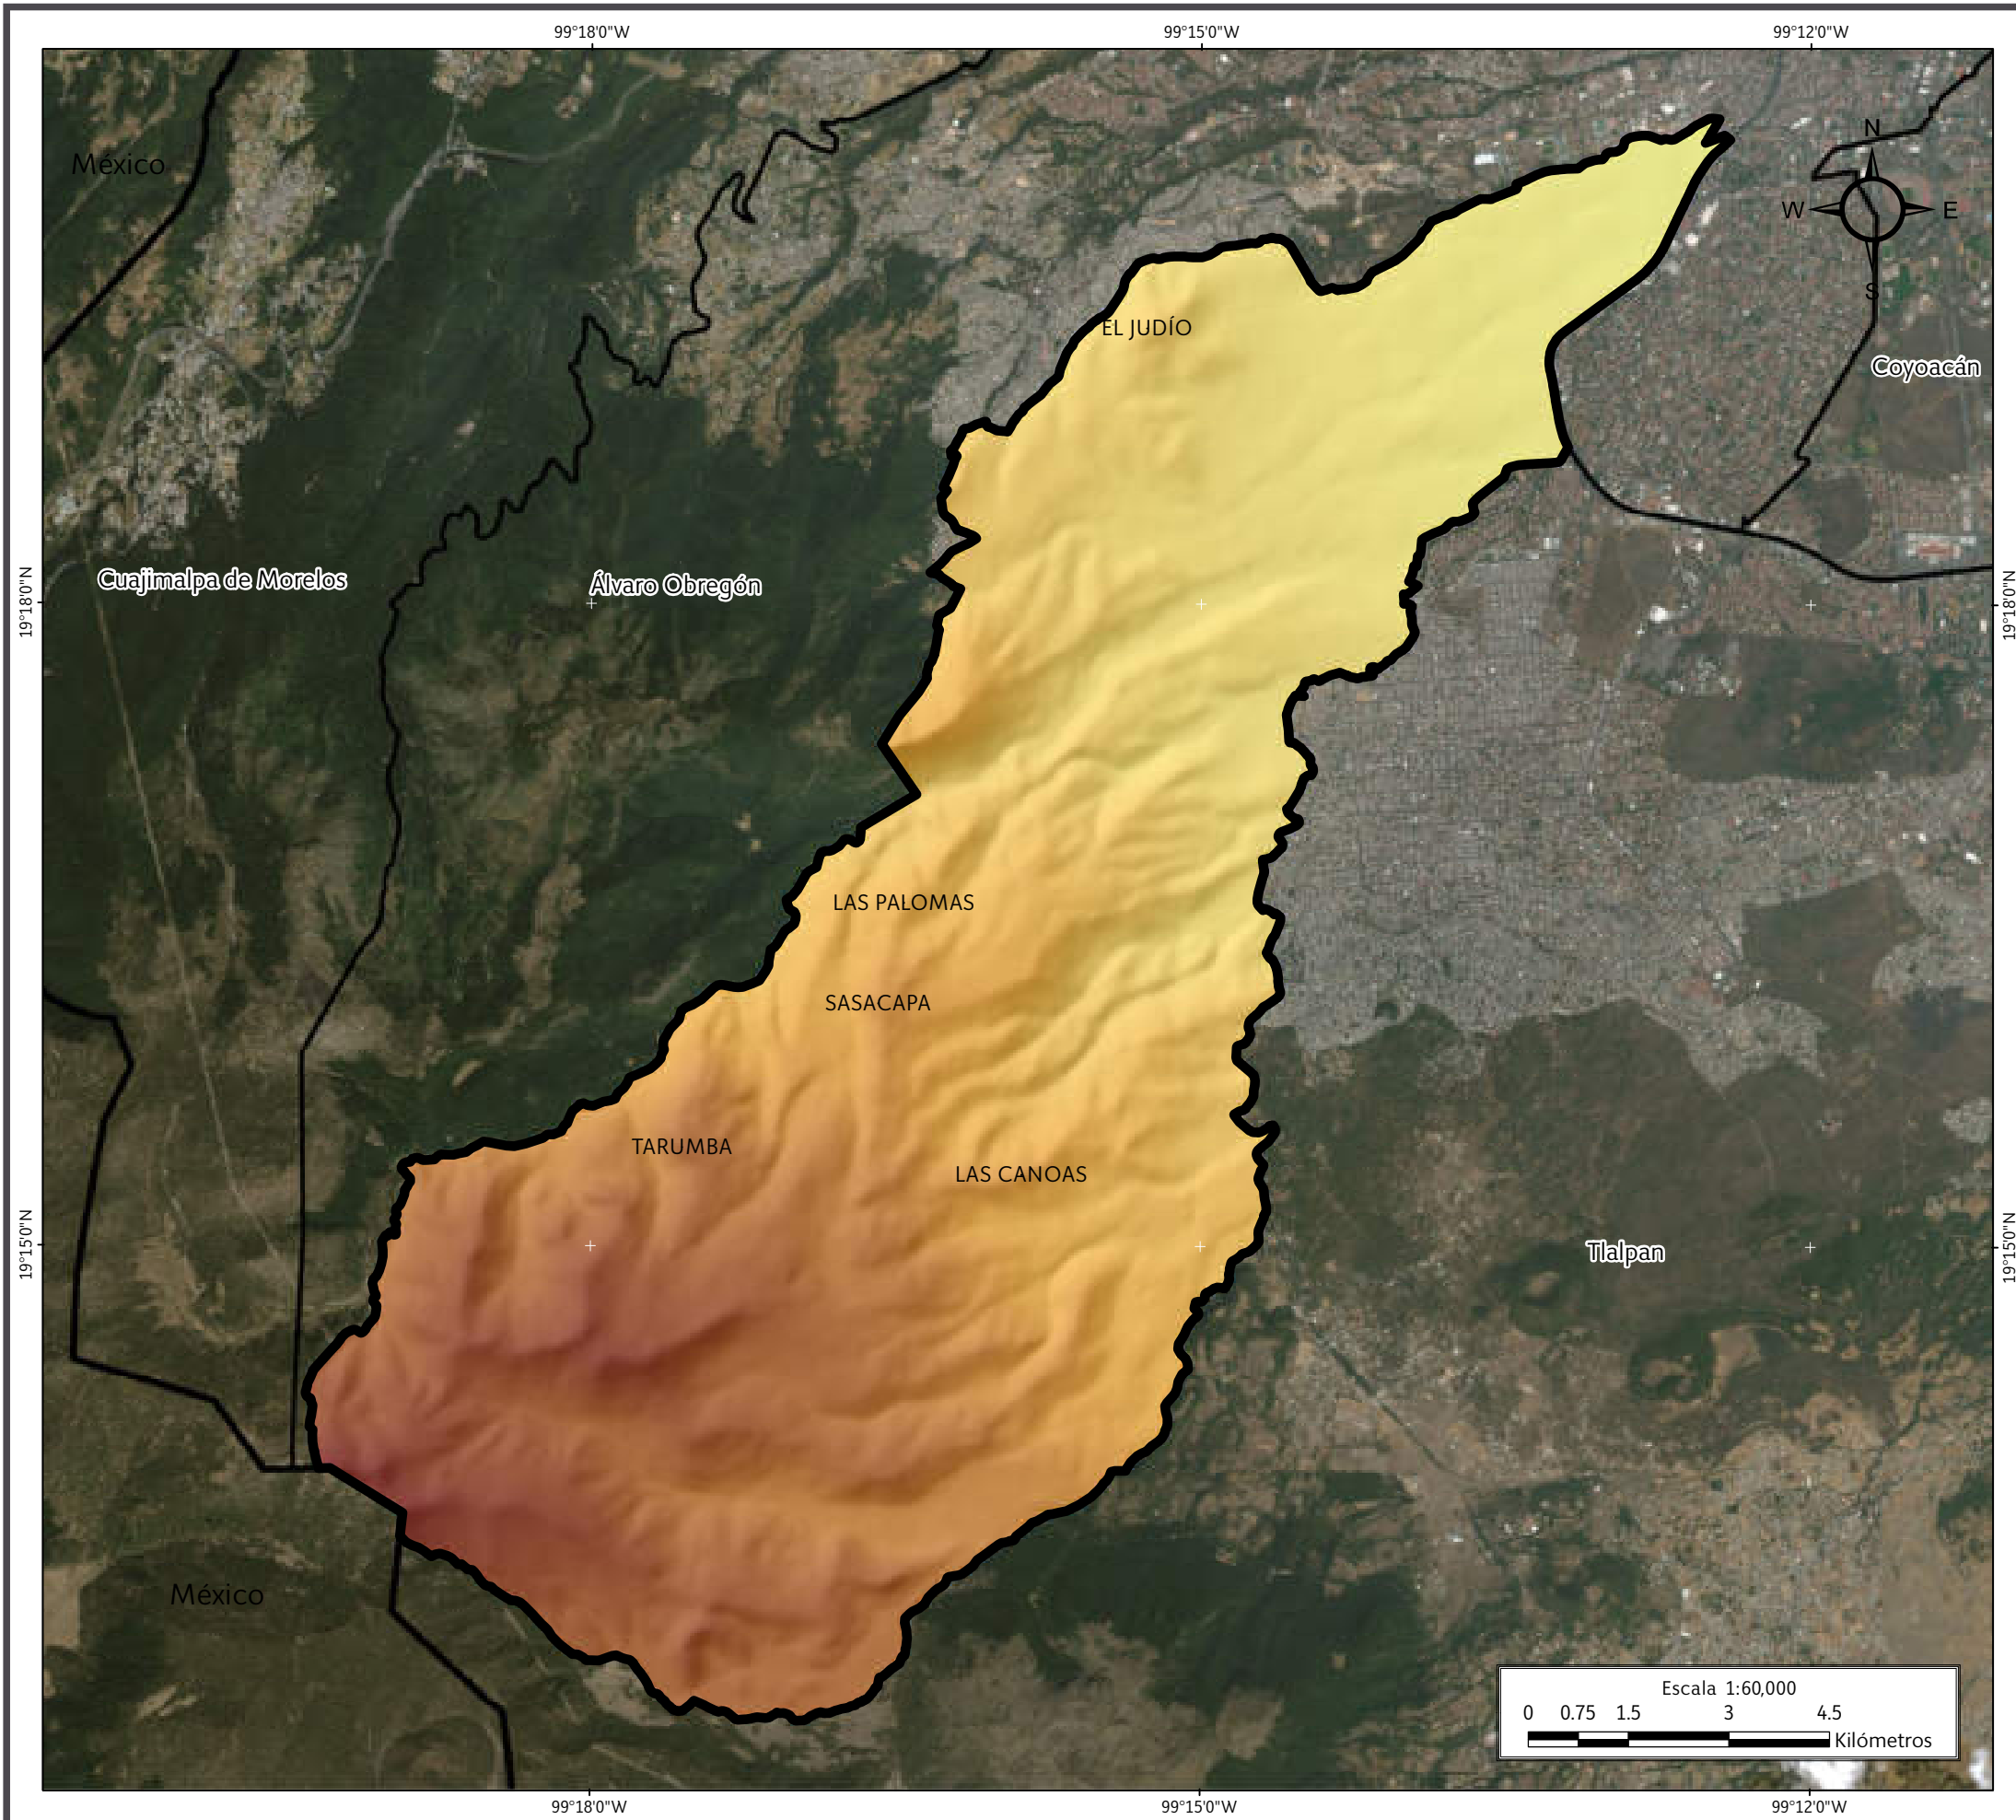 99°18'0"W 99°15'0"W 99°12'0"W
México
N
W E
S
EL JUDÍO
Coyoacán
Cuajimalpa de Morelos
Álvaro Obregón
19°18'0"N 19°18'0"N
LAS PALOMAS
SASACAPA
TARUMBA
LAS CANOAS
19°15'0"N 19°15'0"N
Tlalpan
México
Escala 1:60,000
0 0.75 1.5 3 4.5
Kilómetros
99°18'0"W 99°15'0"W 99°12'0"W